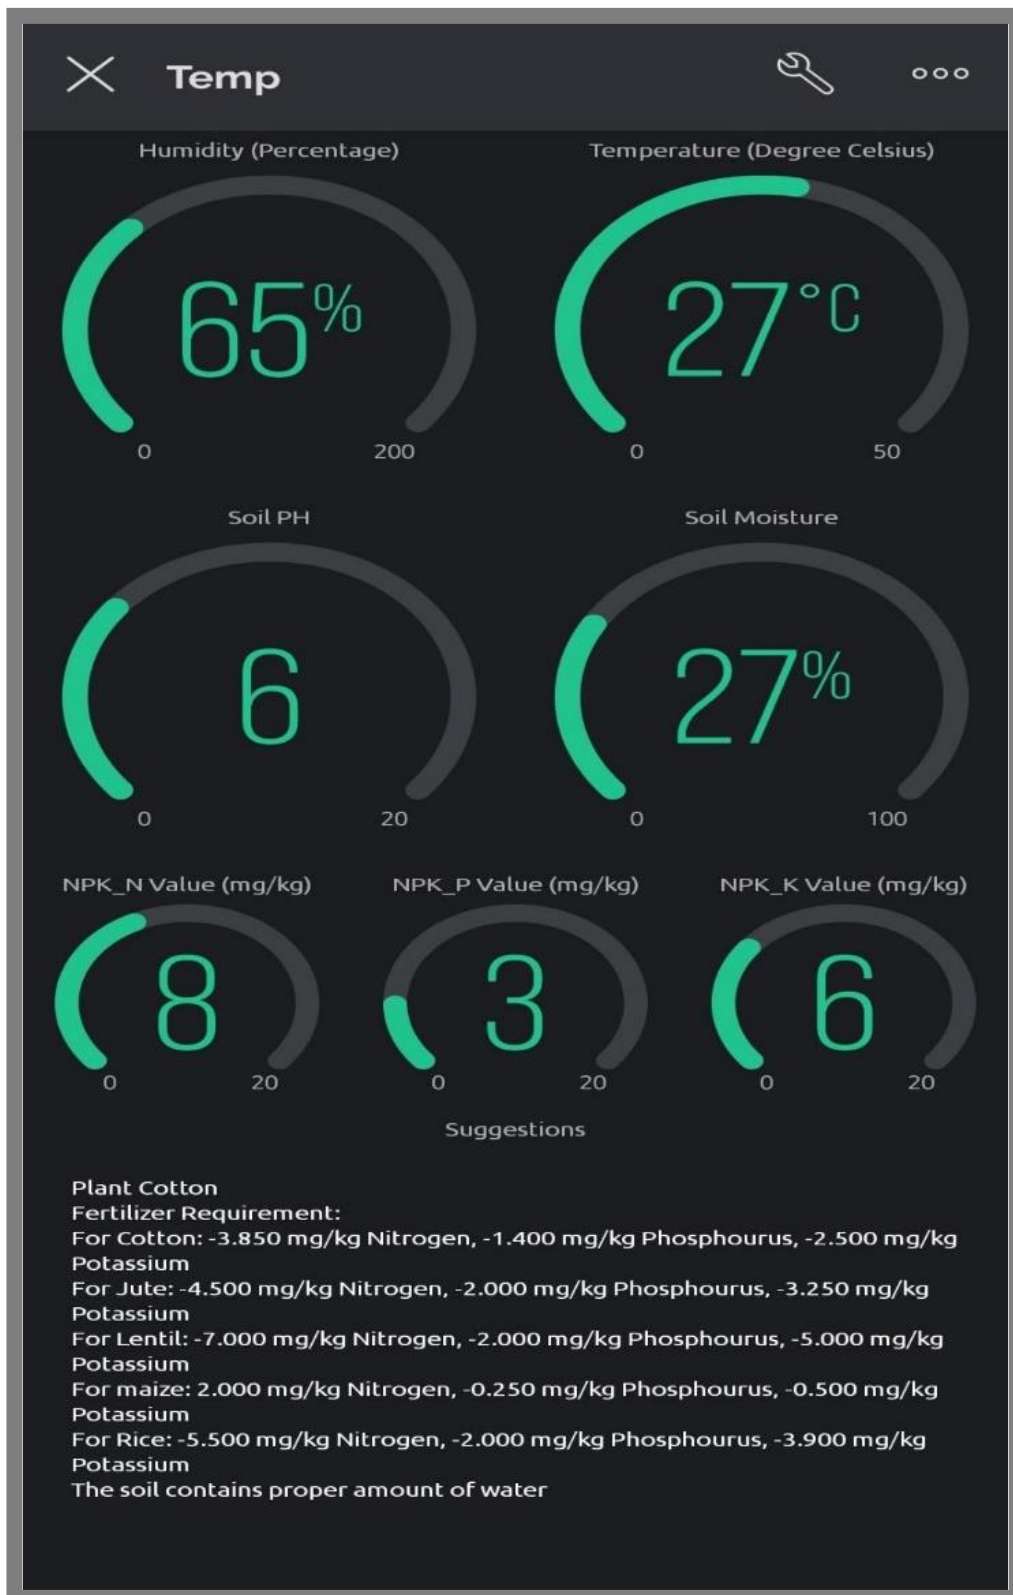 Temp
Humidity (Percentage)
Temperature (Degree Celsius)
65%
27°C
0
200
0
50
Soil PH
Soil Moisture
6
27%
0
20
0
100
NPK_N Value (mg/kg)
NPK_P Value (mg/kg)
NPK_K Value (mg/kg)
8
3
6
0
20
0
20
0
20
Suggestions
Plant Cotton
Fertilizer Requirement:
For Cotton: -3.850 mg/kg Nitrogen, -1.400 mg/kg Phosphourus, -2.500 mg/kg
Potassium
For Jute: -4.500 mg/kg Nitrogen, -2.000 mg/kg Phosphourus, -3.250 mg/kg
Potassium
For Lentil: -7.000 mg/kg Nitrogen, -2.000 mg/kg Phosphourus, -5.000 mg/kg
Potassium
For maize: 2.000 mg/kg Nitrogen, -0.250 mg/kg Phosphourus, -0.500 mg/kg
Potassium
For Rice: -5.500 mg/kg Nitrogen, -2.000 mg/kg Phosphourus, -3.900 mg/kg
Potassium
The soil contains proper amount of water